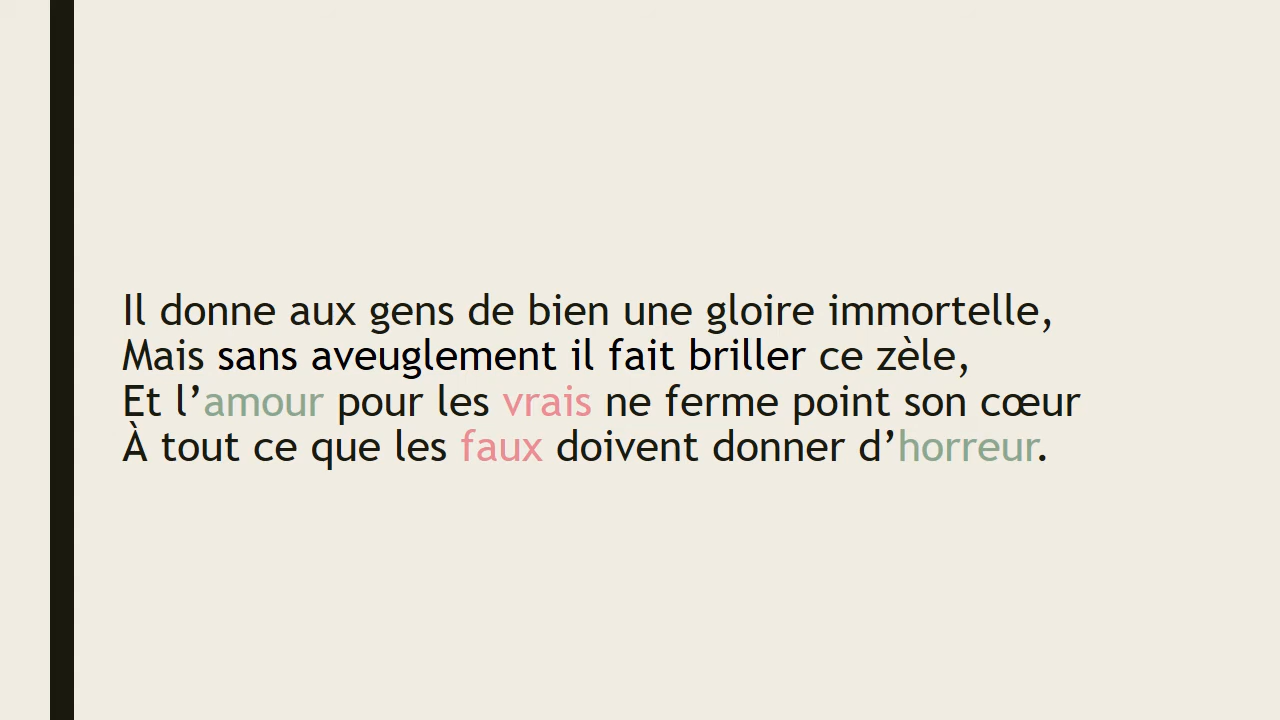 Il donne aux gens de bien une gloire immortelle,
Mais sans aveuglement il fait briller ce zèle,
Et l’amour pour les vrais ne ferme point son cœur
À tout ce que les faux doivent donner d’horreur.